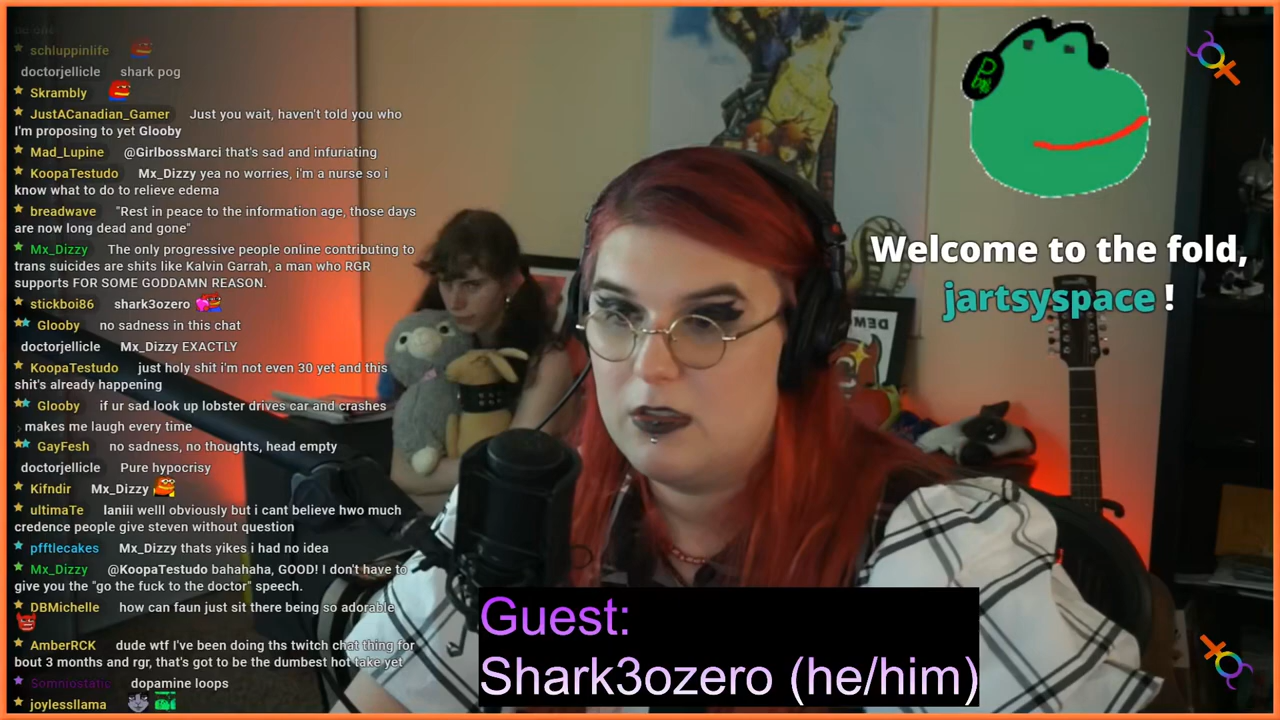 schluppinlife
doctorjellicle shark pog
Skrambly
JustACanadian_Gamer Just you wait, haven't told you who
I'm proposing to yet Glooby
Mad_Lupine @GirlbossMarci that's sad and infuriating
KoopaTestudo Mx_Dizzy yea no worries, i'm a nurse so i
know what to do to relieve edema
breadwave "Rest in peace to the information age, those days
are now long dead and gone"
Mx_Dizzy The only progressive people online contributing to
trans suicides are shits like Kalvin Garrah, a man who RGR
supports FOR SOME GODDAMN REASON.
stickboi86 shark3ozero
Glooby no sadness in this chat
doctorjellicle Mx_Dizzy EXACTLY
KoopaTestudo just holy shit i'm not even 30 yet and this
shit's already happening
Glooby if ur sad look up lobster drives car and crashes
makes me laugh every time
GayFesh no sadness, no thoughts, head empty
doctorjellicle Pure hypocrisy
Kifndir Mx_Dizzy
ultimaTe laniii welll obviously but i cant believe hwo much
credence people give steven without question
pfftlecakes Mx_Dizzy thats yikes i had no idea
Mx_Dizzy @KoopaTestudo bahahaha, GOOD! I don't have to
give you the "go the fuck to the doctor" speech.
DBMichelle how can faun just sit there being so adorable
AmberRCK dude wtf I've been doing ths twitch chat thing for
bout 3 months and rgr, that's got to be the dumbest hot take yet
Somniostatic dopamine loops
joylessllama
Welcome to the fold,
jartsyspace !
DEMO
Guest:
Shark3ozero (he/him)